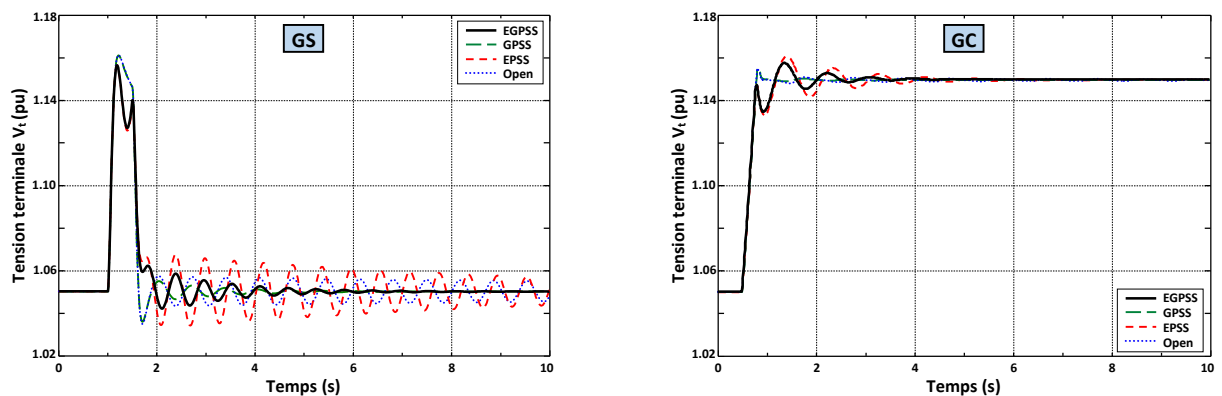 GS
EGPSS
GPSS
EPSS
Open
Tension terminale Vt (pu)
1.18
1.14
1.10
1.06
1.02
0 2 4 6 8 10
Temps (s)
GC
Tension terminale Vt (pu)
1.18
1.14
1.10
1.06
1.02
EGPSS
GPSS
EPSS
Open
0 1 2 4 6 8 10
Temps (s)